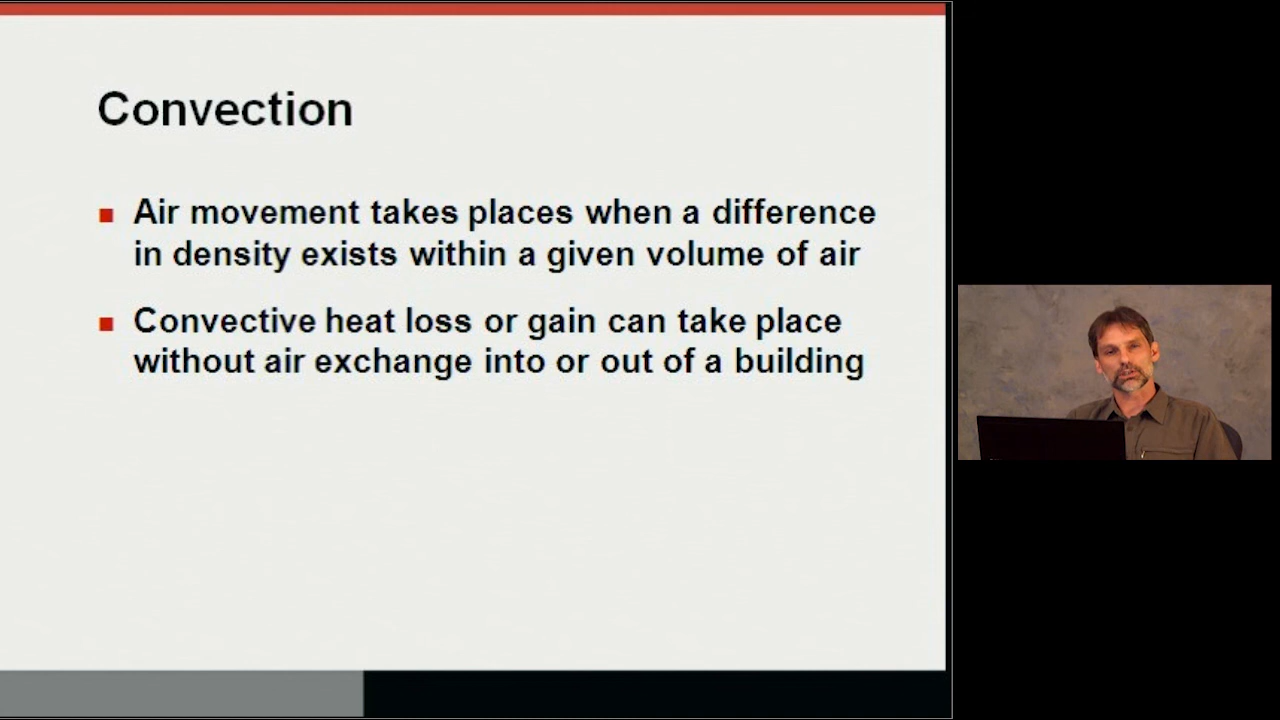 Convection
Air movement takes places when a difference
in density exists within a given volume of air
Convective heat loss or gain can take place
without air exchange into or out of a building